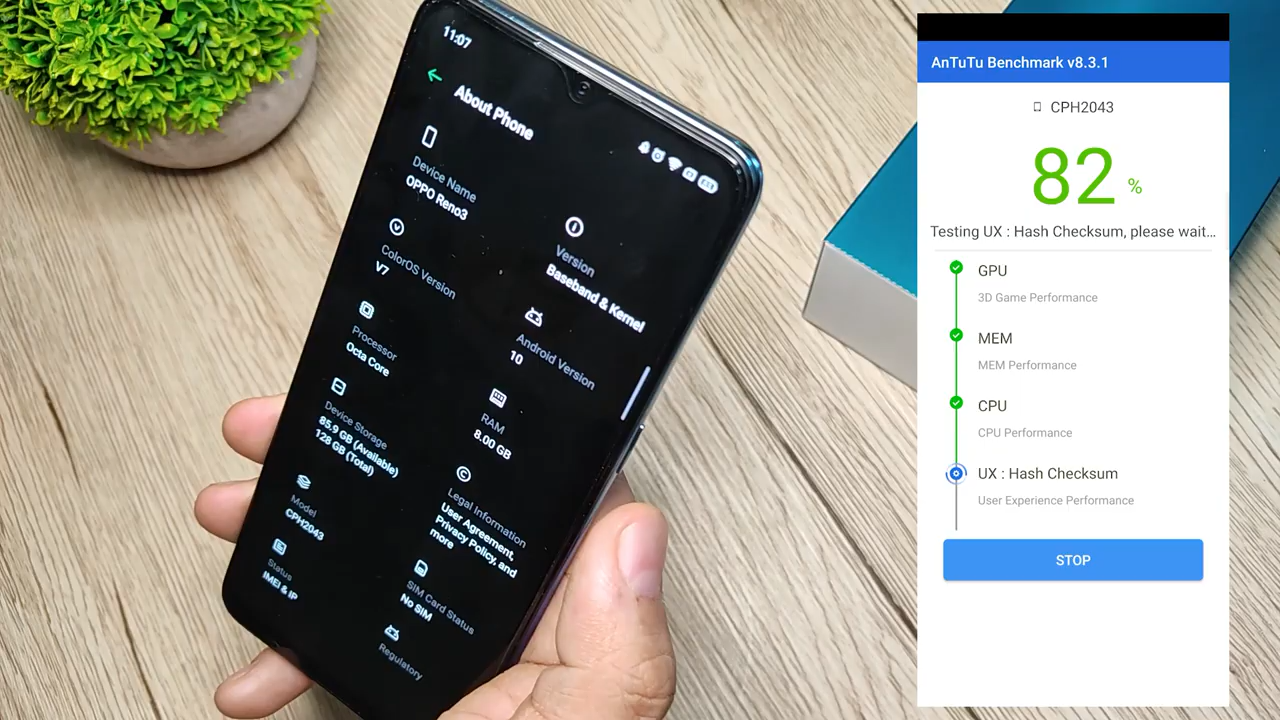 11:07
About Phone
Device Name
OPPO Reno3
Version
Baseband & Kernel
ColorOS Version
V7
Android Version
10
Processor
Octa Core
RAM
8.00 GB
Device Storage
85.9 GB (Available)
128 GB (Total)
Legal Information
User Agreement,
Privacy Policy, and
more
Model
CPH2043
SIM Card Status
No SIM
Status
IMEI & IP
Regulatory
AnTuTu Benchmark v8.3.1
CPH2043
82 %
Testing UX : Hash Checksum, please wait...
GPU
3D Game Performance
MEM
MEM Performance
CPU
CPU Performance
UX : Hash Checksum
User Experience Performance
STOP